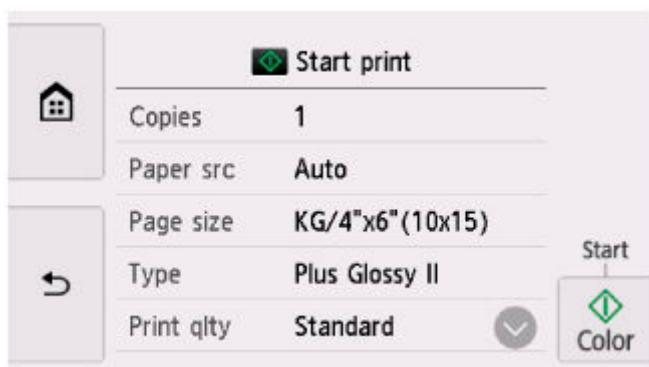 Start print
Copies 1
Paper src Auto
Page size KG/4"x6"(10x15)
Type Plus Glossy II
Print qlty Standard
Start
Color